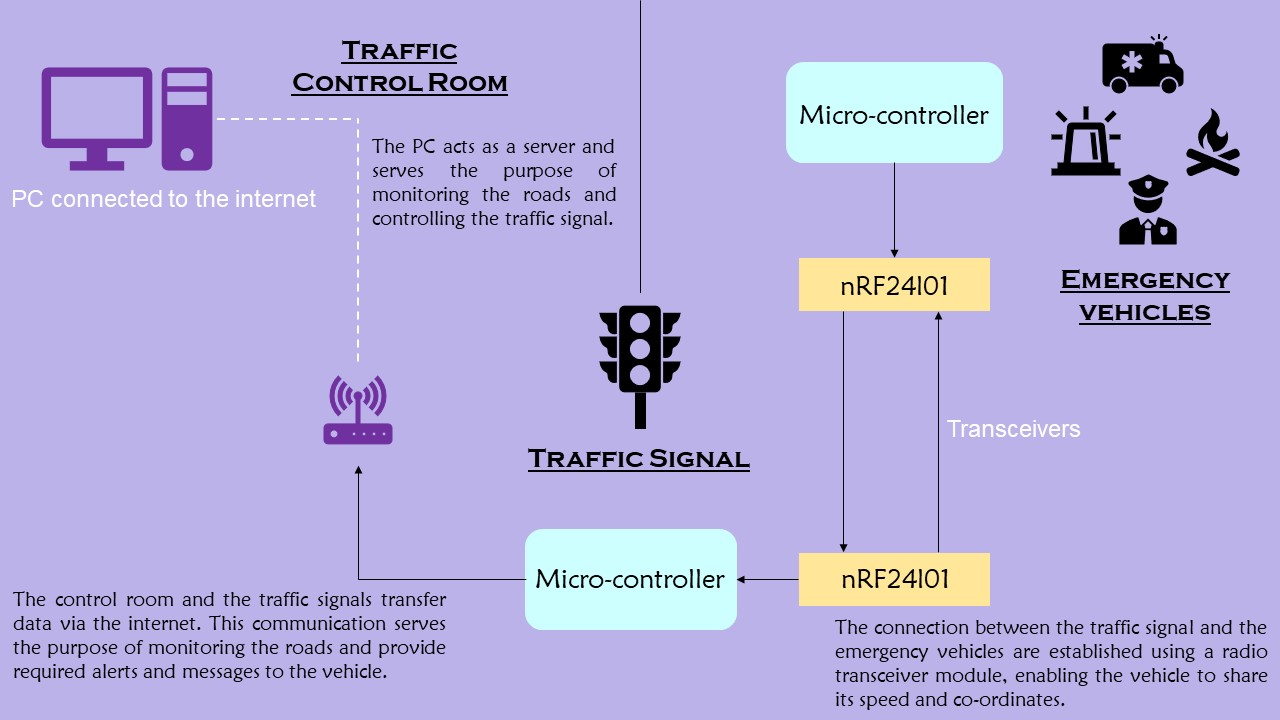 TRAFFIC
CONTROL ROOM
PC connected to the internet
The PC acts as a server and
serves the purpose of
monitoring the roads and
controlling the traffic signal.
Micro-controller
nRF24l01
EMERGENCY
VEHICLES
TRAFFIC SIGNAL
Transceivers
Micro-controller
nRF24l01
The control room and the traffic signals transfer
data via the internet. This communication serves
the purpose of monitoring the roads and provide
required alerts and messages to the vehicle.
The connection between the traffic signal and the
emergency vehicles are established using a radio
transceiver module, enabling the vehicle to share
its speed and co-ordinates.